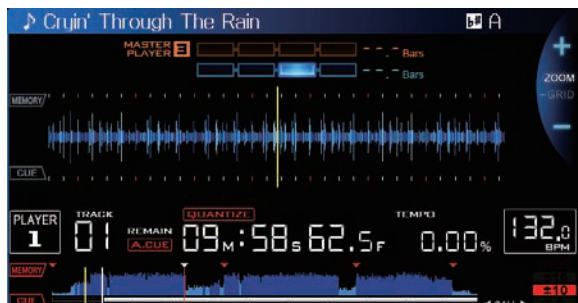 ♪ Cryin' Through The Rain ♭# A
MASTER PLAYER 3 --.- Bars
--.- Bars
ZOOM
-GRID
MEMORY
CUE
PLAYER 1 TRACK 01 REMAIN A.CUE QUANTIZE 09M:58S62.5F TEMPO 0.00% 132.0 BPM
MEMORY
CUE
±10